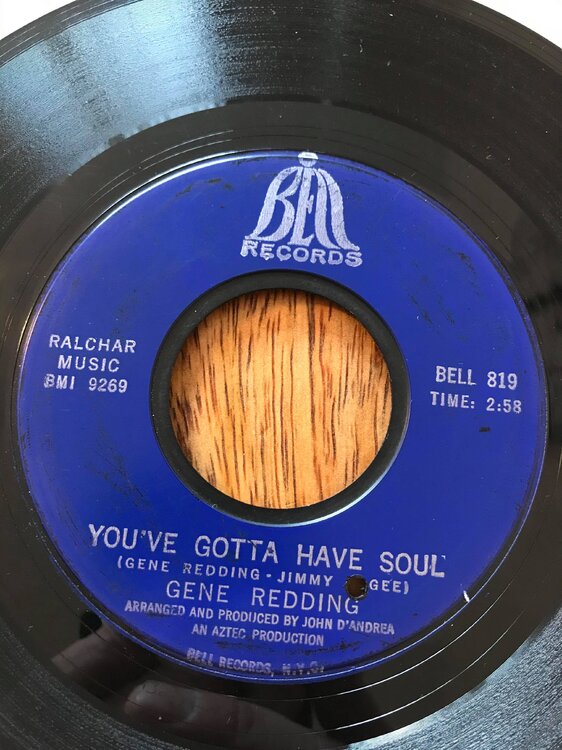 BELL
RECORDS
RALCHAR
MUSIC
BMI 9269
BELL 819
TIME: 2:58
YOU'VE GOTTA HAVE SOUL
(GENE REDDING - JIMMY GEE)
GENE REDDING
ARRANGED AND PRODUCED BY JOHN D'ANDREA
AN AZTEC PRODUCTION
BELL RECORDS, N.Y.C.